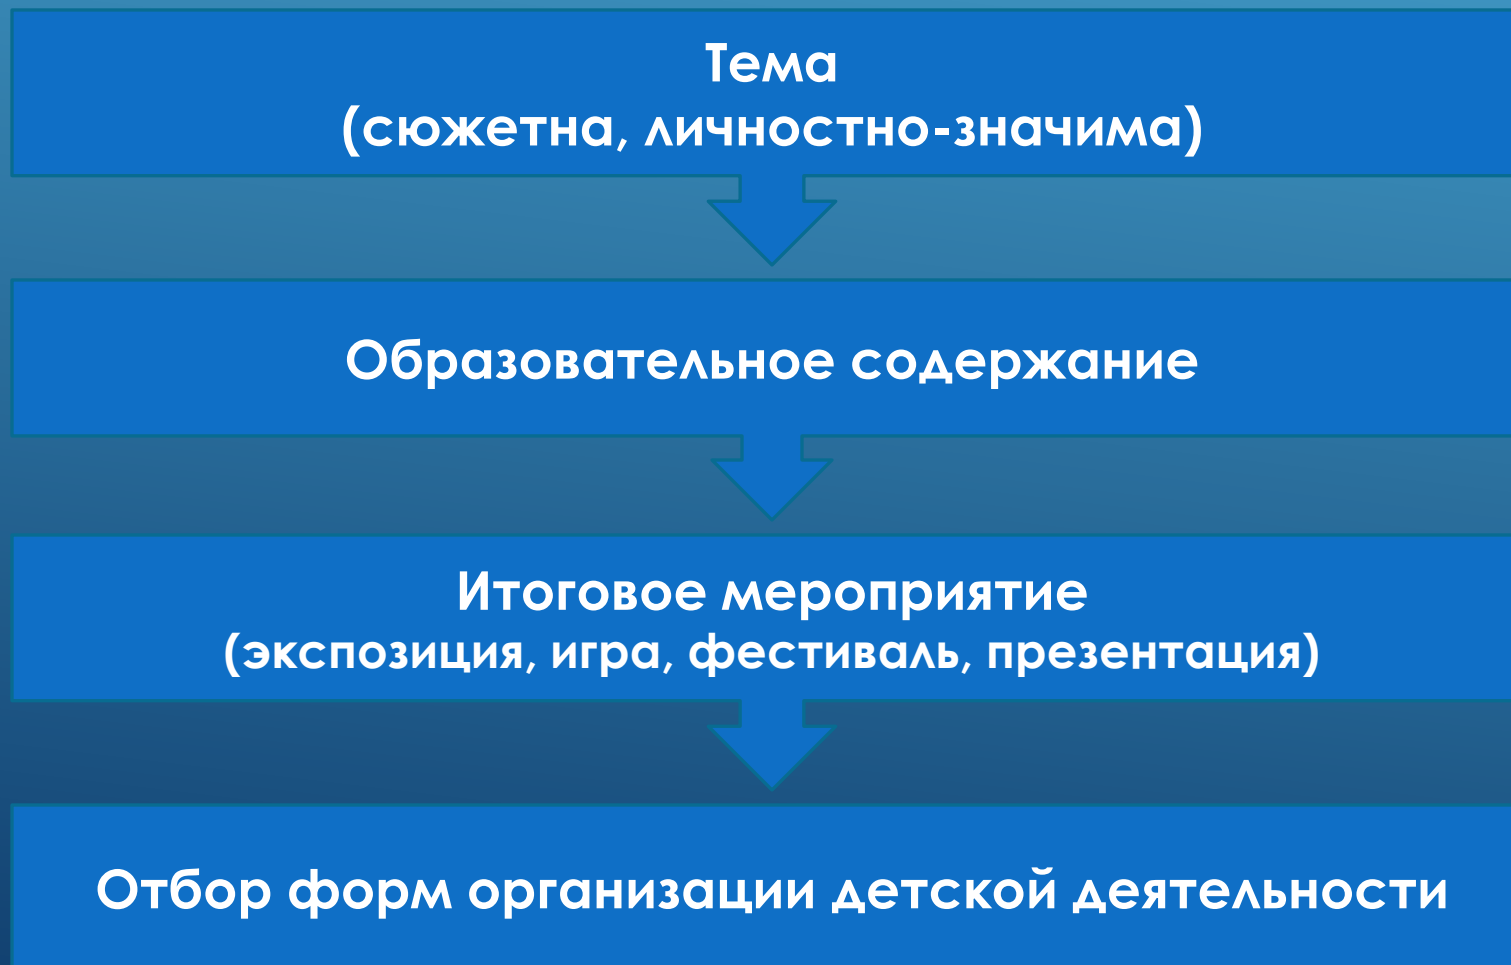 Тема
(сюжетна, личностно-значима)
Образовательное содержание
Итоговое мероприятие
(экспозиция, игра, фестиваль, презентация)
Отбор форм организации детской деятельности